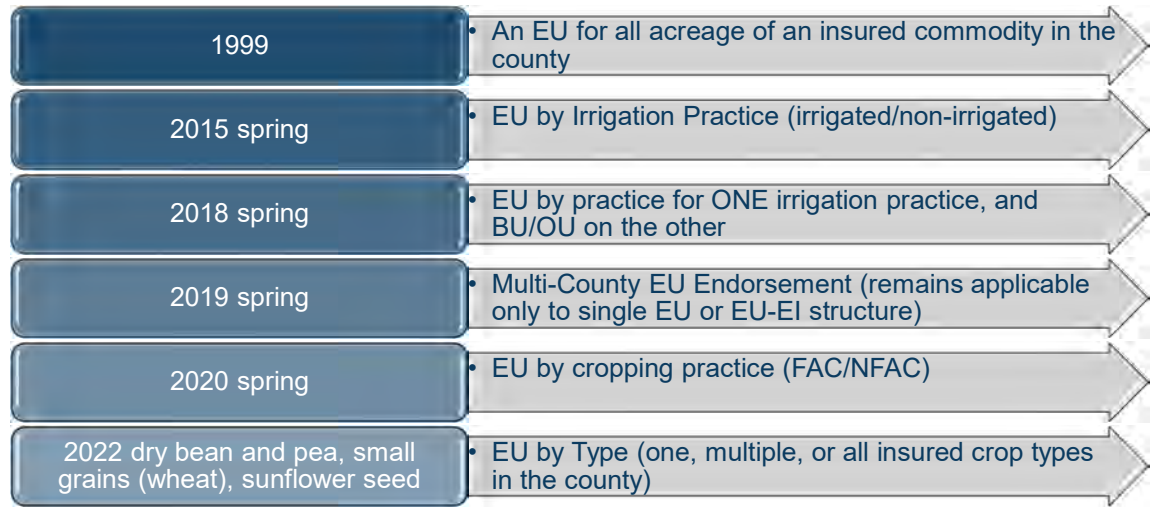 1999
• An EU for all acreage of an insured commodity in the
county
2015 spring
• EU by Irrigation Practice (irrigated/non-irrigated)
2018 spring
• EU by practice for ONE irrigation practice, and
BU/OU on the other
2019 spring
• Multi-County EU Endorsement (remains applicable
only to single EU or EU-EI structure)
2020 spring
• EU by cropping practice (FAC/NFAC)
2022 dry bean and pea, small
grains (wheat), sunflower seed
• EU by Type (one, multiple, or all insured crop types
in the county)